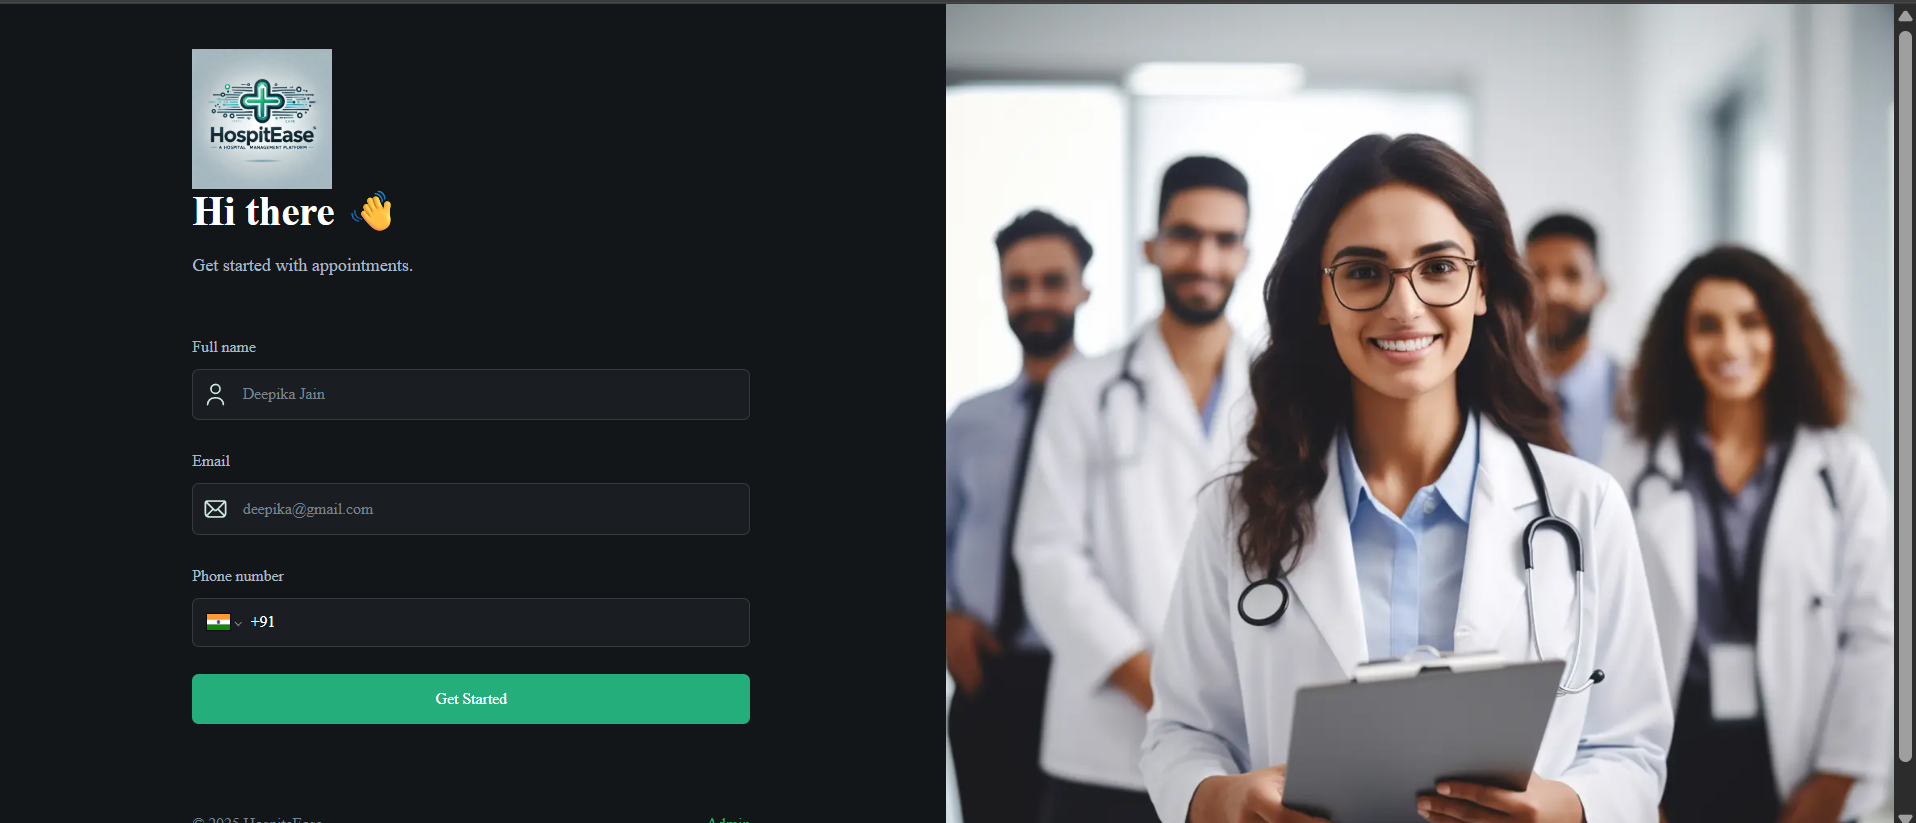 HospitEase
A HOSPITAL MANAGEMENT PLATFORM
Hi there 👋
Get started with appointments.
Full name
Deepika Jain
Email
deepika@gmail.com
Phone number
+91
Get Started
© 2025 HospitaEase
Admin